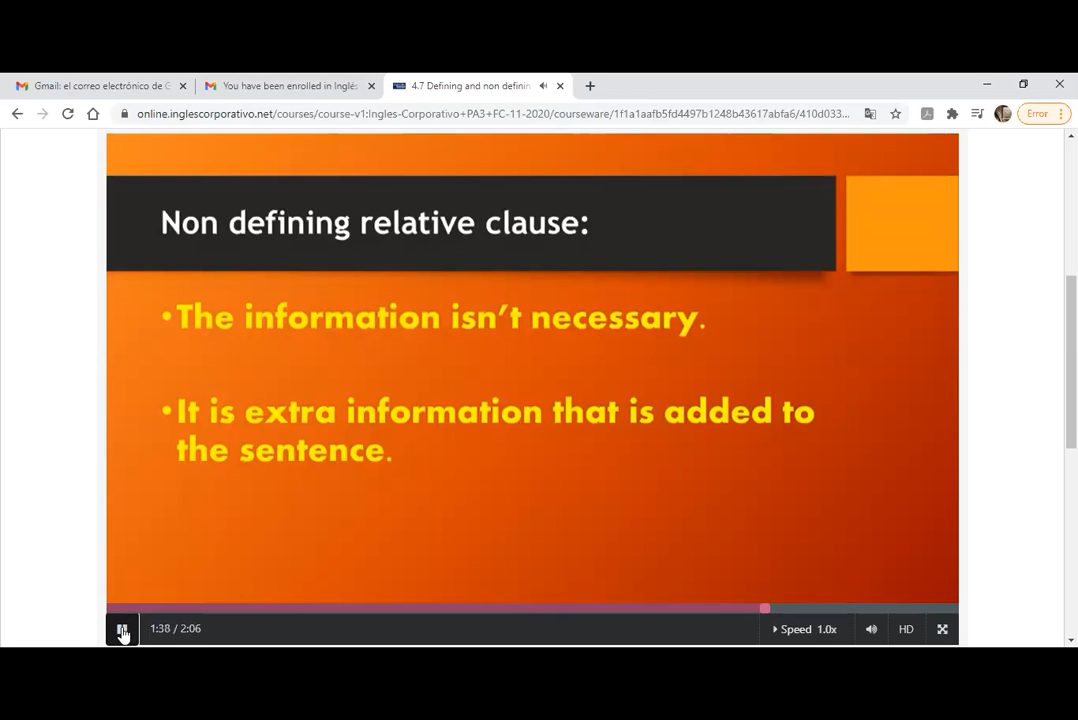 Gmail: el correo electrónico de G
You have been enrolled in Inglés
4.7 Defining and non definin
online.inglescorporativo.net/courses/course-v1:Ingles-Corporativo+PA3+FC-11-2020/courseware/1f1a1aafb5fd4497b1248b43617abfa6/410d033...
Error
Non defining relative clause:
•The information isn't necessary.
•It is extra information that is added to
the sentence.
1:38 / 2:06
Speed 1.0x
HD